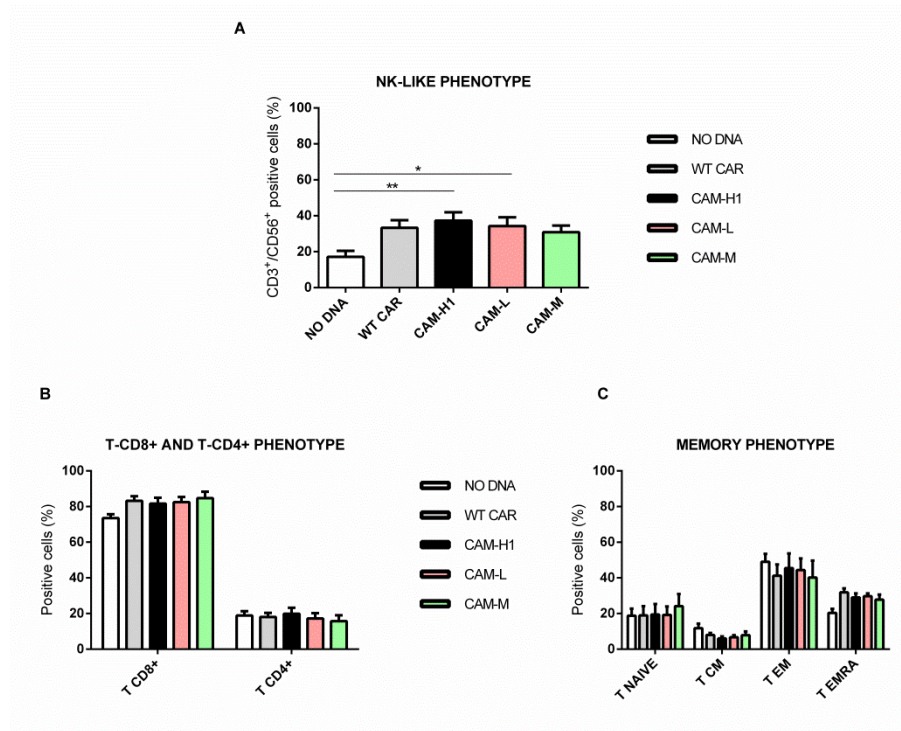 A
NK-LIKE PHENOTYPE
CD3+/CD56+ positive cells (%)
100
80
60
40
20
0
*
**
NO DNA
WT CAR
CAM-H1
CAM-L
CAM-M
NO DNA
WT CAR
CAM-H1
CAM-L
CAM-M
B
T-CD8+ AND T-CD4+ PHENOTYPE
Positive cells (%)
100
80
60
40
20
0
T CD8+
T CD4+
NO DNA
WT CAR
CAM-H1
CAM-L
CAM-M
C
MEMORY PHENOTYPE
Positive cells (%)
100
80
60
40
20
0
T NAIVE
T CM
T EM
T EMRA